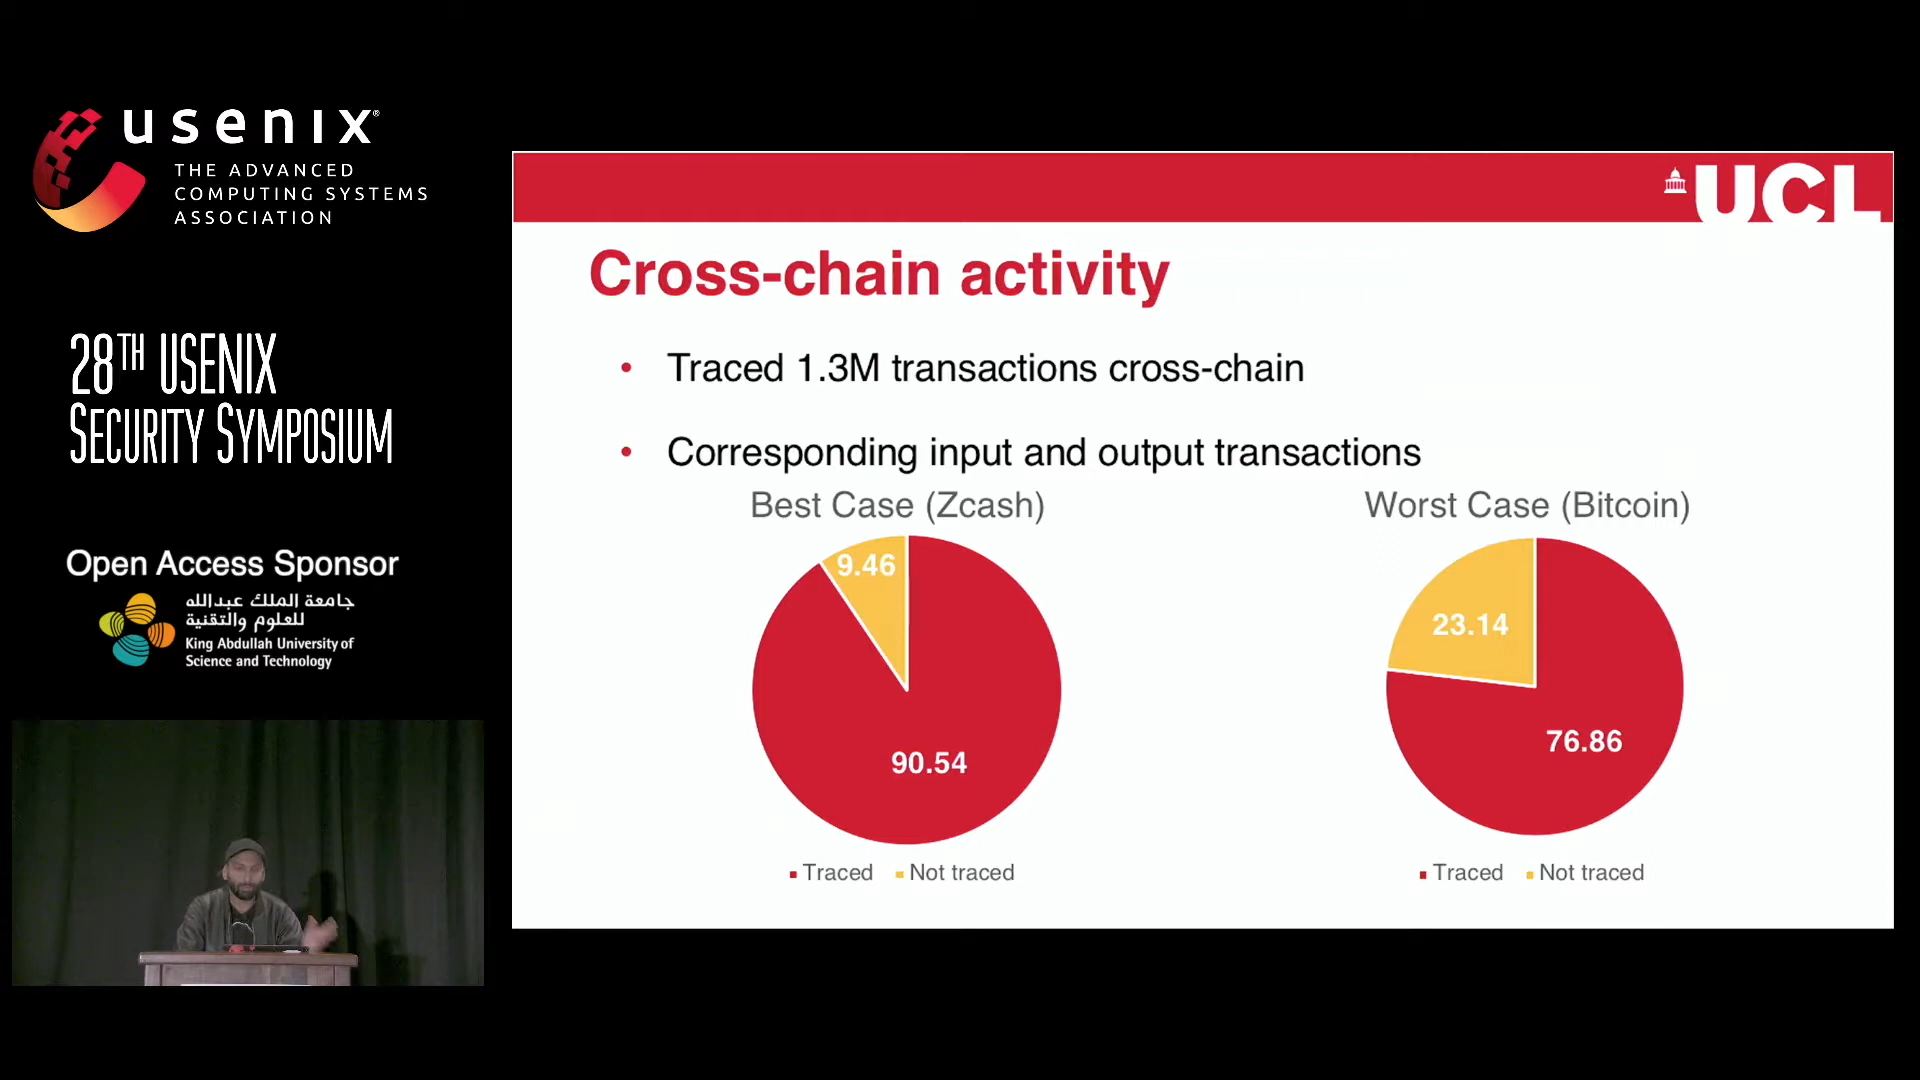 usenix®
THE ADVANCED
COMPUTING SYSTEMS
ASSOCIATION
28TH USENIX
SECURITY SYMPOSIUM
Open Access Sponsor
جامعة الملك عبدالله
للعلوم والتقنية
King Abdullah University of
Science and Technology
UCL
Cross-chain activity
• Traced 1.3M transactions cross-chain
• Corresponding input and output transactions
Best Case (Zcash)
9.46
90.54
Traced Not traced
Worst Case (Bitcoin)
23.14
76.86
Traced Not traced